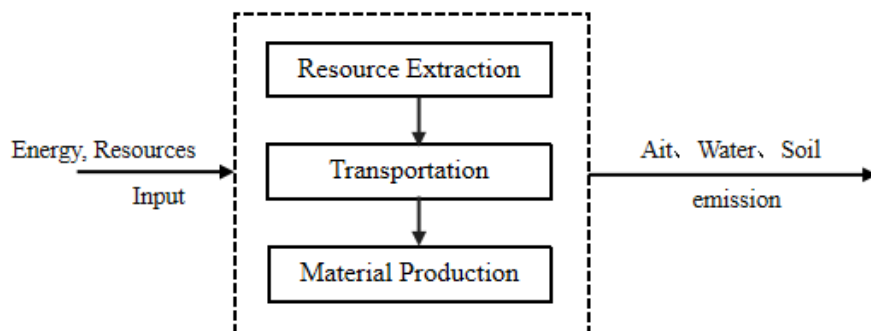 Resource Extraction
Energy, Resources
Input
Transportation
Ait、Water、Soil
emission
Material Production